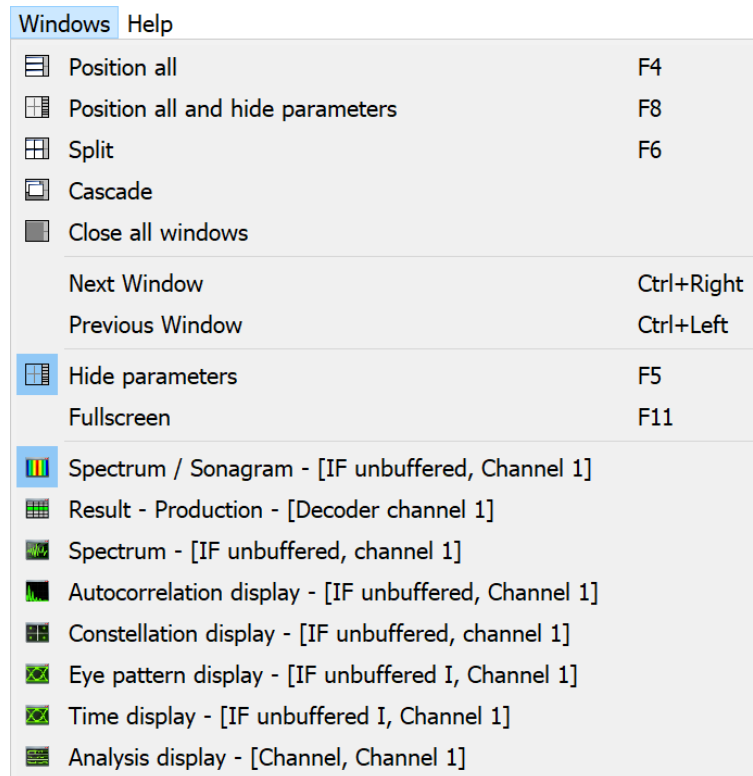 Windows Help
Position all F4
Position all and hide parameters F8
Split F6
Cascade
Close all windows
Next Window Ctrl+Right
Previous Window Ctrl+Left
Hide parameters F5
Fullscreen F11
Spectrum / Sonagram - [IF unbuffered, Channel 1]
Result - Production - [Decoder channel 1]
Spectrum - [IF unbuffered, channel 1]
Autocorrelation display - [IF unbuffered, Channel 1]
Constellation display - [IF unbuffered, channel 1]
Eye pattern display - [IF unbuffered I, Channel 1]
Time display - [IF unbuffered I, Channel 1]
Analysis display - [Channel, Channel 1]